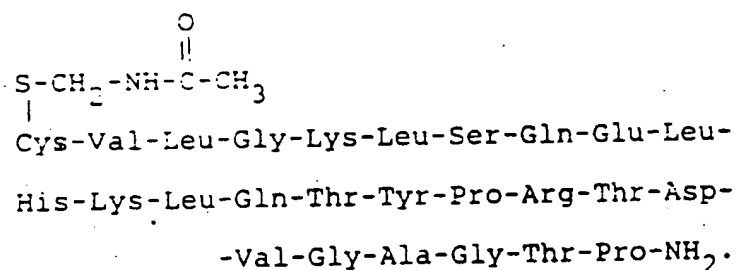 O
||
S-CH2-NH-C-CH3
|
Cys-Val-Leu-Gly-Lys-Leu-Ser-Gln-Glu-Leu-
His-Lys-Leu-Gln-Thr-Tyr-Pro-Arg-Thr-Asp-
-Val-Gly-Ala-Gly-Thr-Pro-NH2.